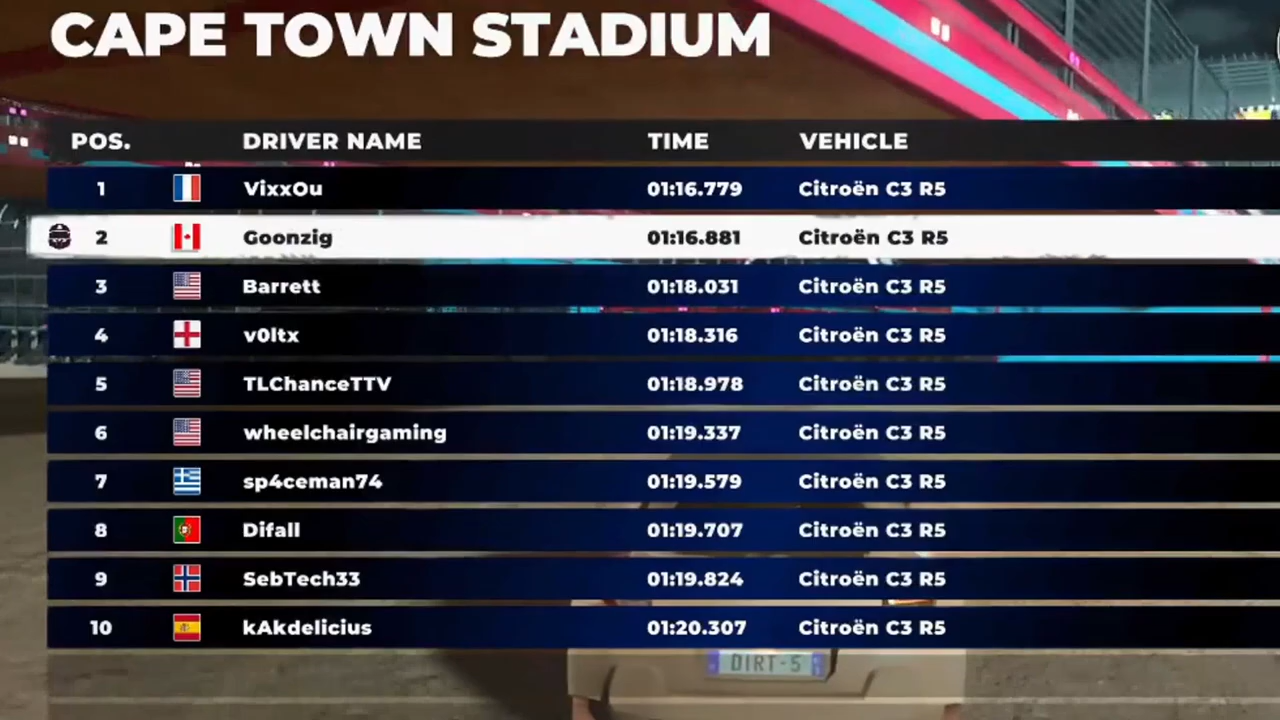 CAPE TOWN STADIUM
POS. DRIVER NAME TIME VEHICLE
1 VixxOu 01:16.779 Citroën C3 R5
2 Goonzig 01:16.881 Citroën C3 R5
3 Barrett 01:18.031 Citroën C3 R5
4 v0ltx 01:18.316 Citroën C3 R5
5 TLChanceTTV 01:18.978 Citroën C3 R5
6 wheelchairgaming 01:19.337 Citroën C3 R5
7 sp4ceman74 01:19.579 Citroën C3 R5
8 Difall 01:19.707 Citroën C3 R5
9 SebTech33 01:19.824 Citroën C3 R5
10 kAkdelicius 01:20.307 Citroën C3 R5
DIRT-5